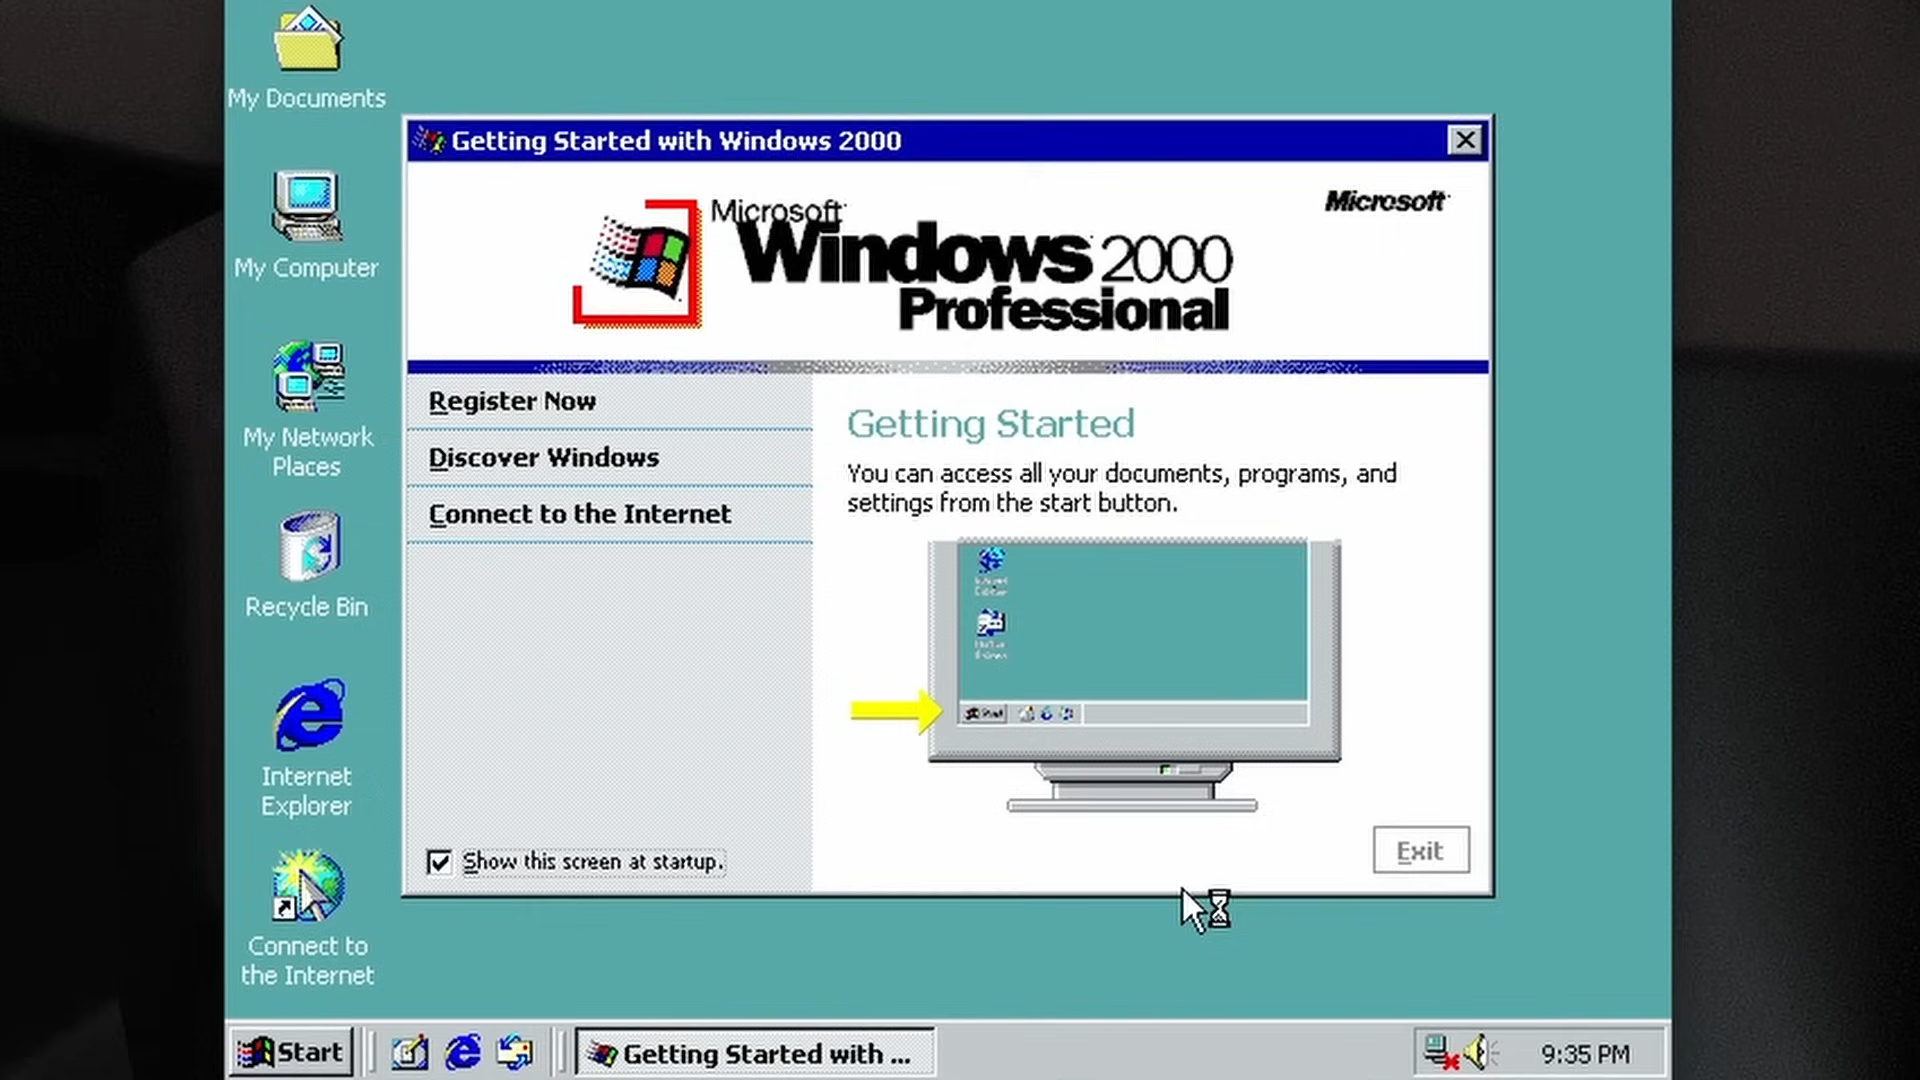 My Documents
My Computer
My Network
Places
Recycle Bin
Internet
Explorer
Connect to
the Internet
Getting Started with Windows 2000
Microsoft
Windows 2000
Professional
Microsoft
Register Now
Discover Windows
Connect to the Internet
Show this screen at startup.
Getting Started
You can access all your documents, programs, and
settings from the start button.
Start
Exit
Start
Getting Started with ...
9:35 PM